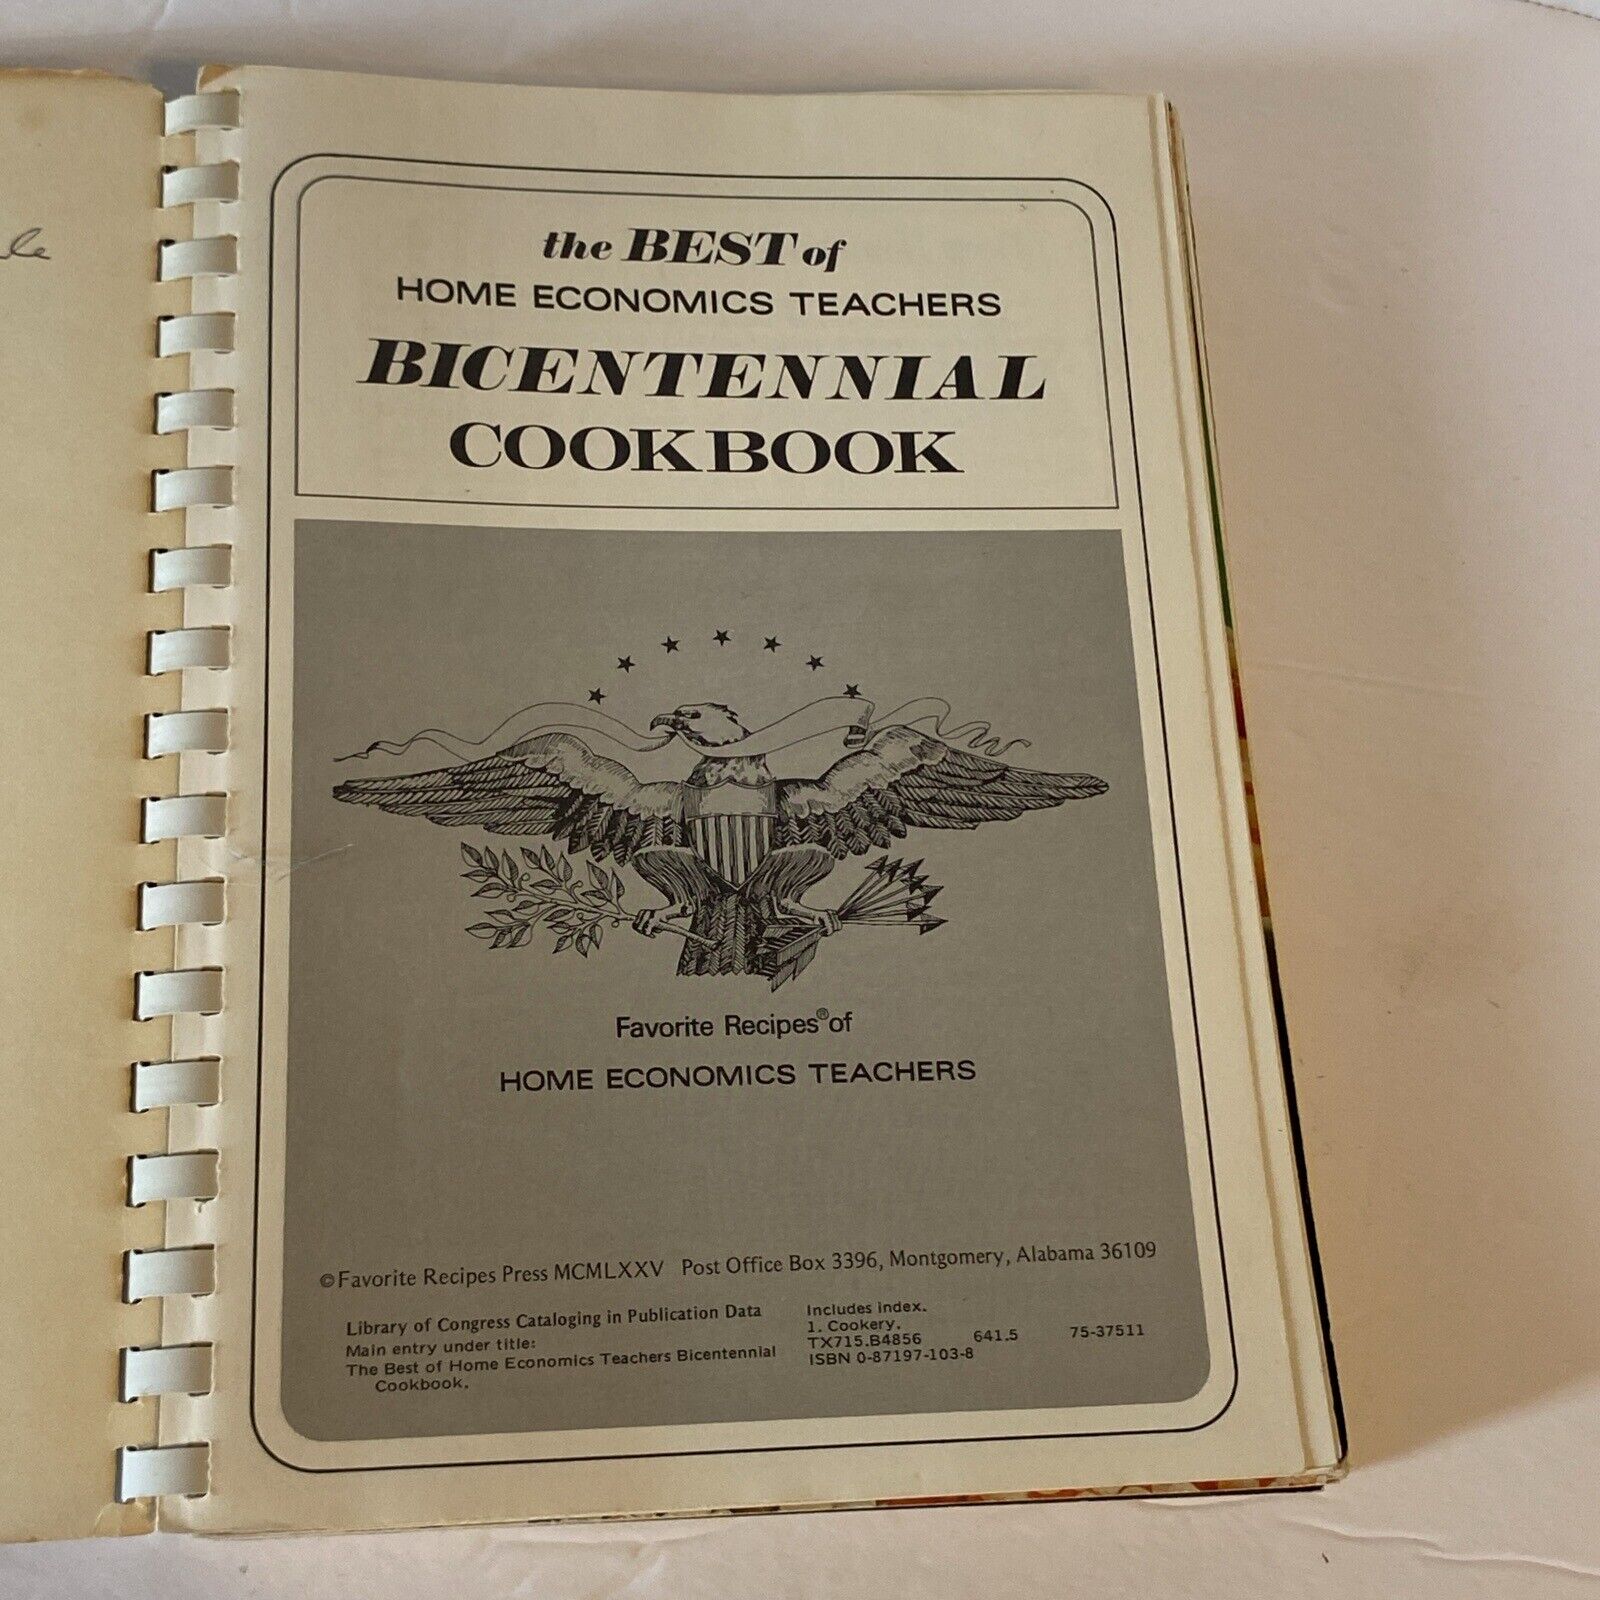 the BEST of
HOME ECONOMICS TEACHERS
BICENTENNIAL
COOKBOOK
Favorite Recipes® of
HOME ECONOMICS TEACHERS
© Favorite Recipes Press MCMLXXV Post Office Box 3396, Montgomery, Alabama 36109
Library of Congress Cataloging in Publication Data
Main entry under title:
The Best of Home Economics Teachers Bicentennial
Cookbook.
Includes index.
1. Cookery.
TX715.B4856 641.5 75-37511
ISBN 0-87197-103-8